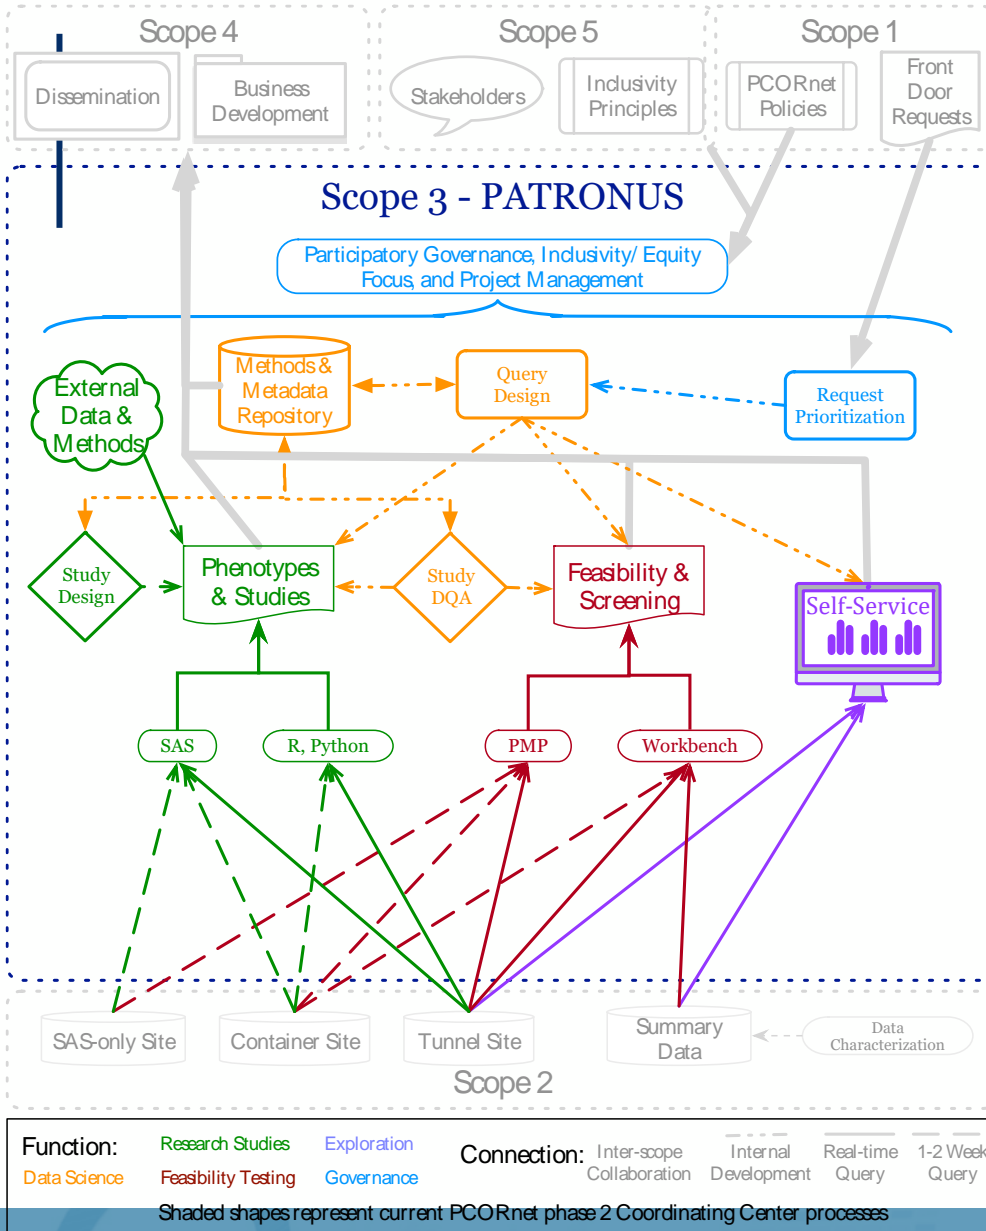 Scope 4
Scope 5
Scope 1
Dissemination
Business
Development
Stakeholders
Inclusivity
Principles
PCORnet
Policies
Front
Door
Requests
Scope 3 - PATRONUS
Participatory Governance, Inclusivity/ Equity
Focus, and Project Management
External
Data &
Methods
Methods &
Metadata
Repository
Query
Design
Request
Prioritization
Study
Design
Phenotypes
& Studies
Study
DQA
Feasibility &
Screening
Self-Service
SAS
R, Python
PMP
Workbench
SAS-only Site
Container Site
Tunnel Site
Summary
Data
Data
Characterization
Scope 2
Function:
Research Studies
Exploration
Data Science
Feasibility Testing
Governance
Connection:
Inter-scope
Collaboration
Internal
Development
Real-time
Query
1-2 Week
Query
Shaded shapes represent current PCORnet phase 2 Coordinating Center processes